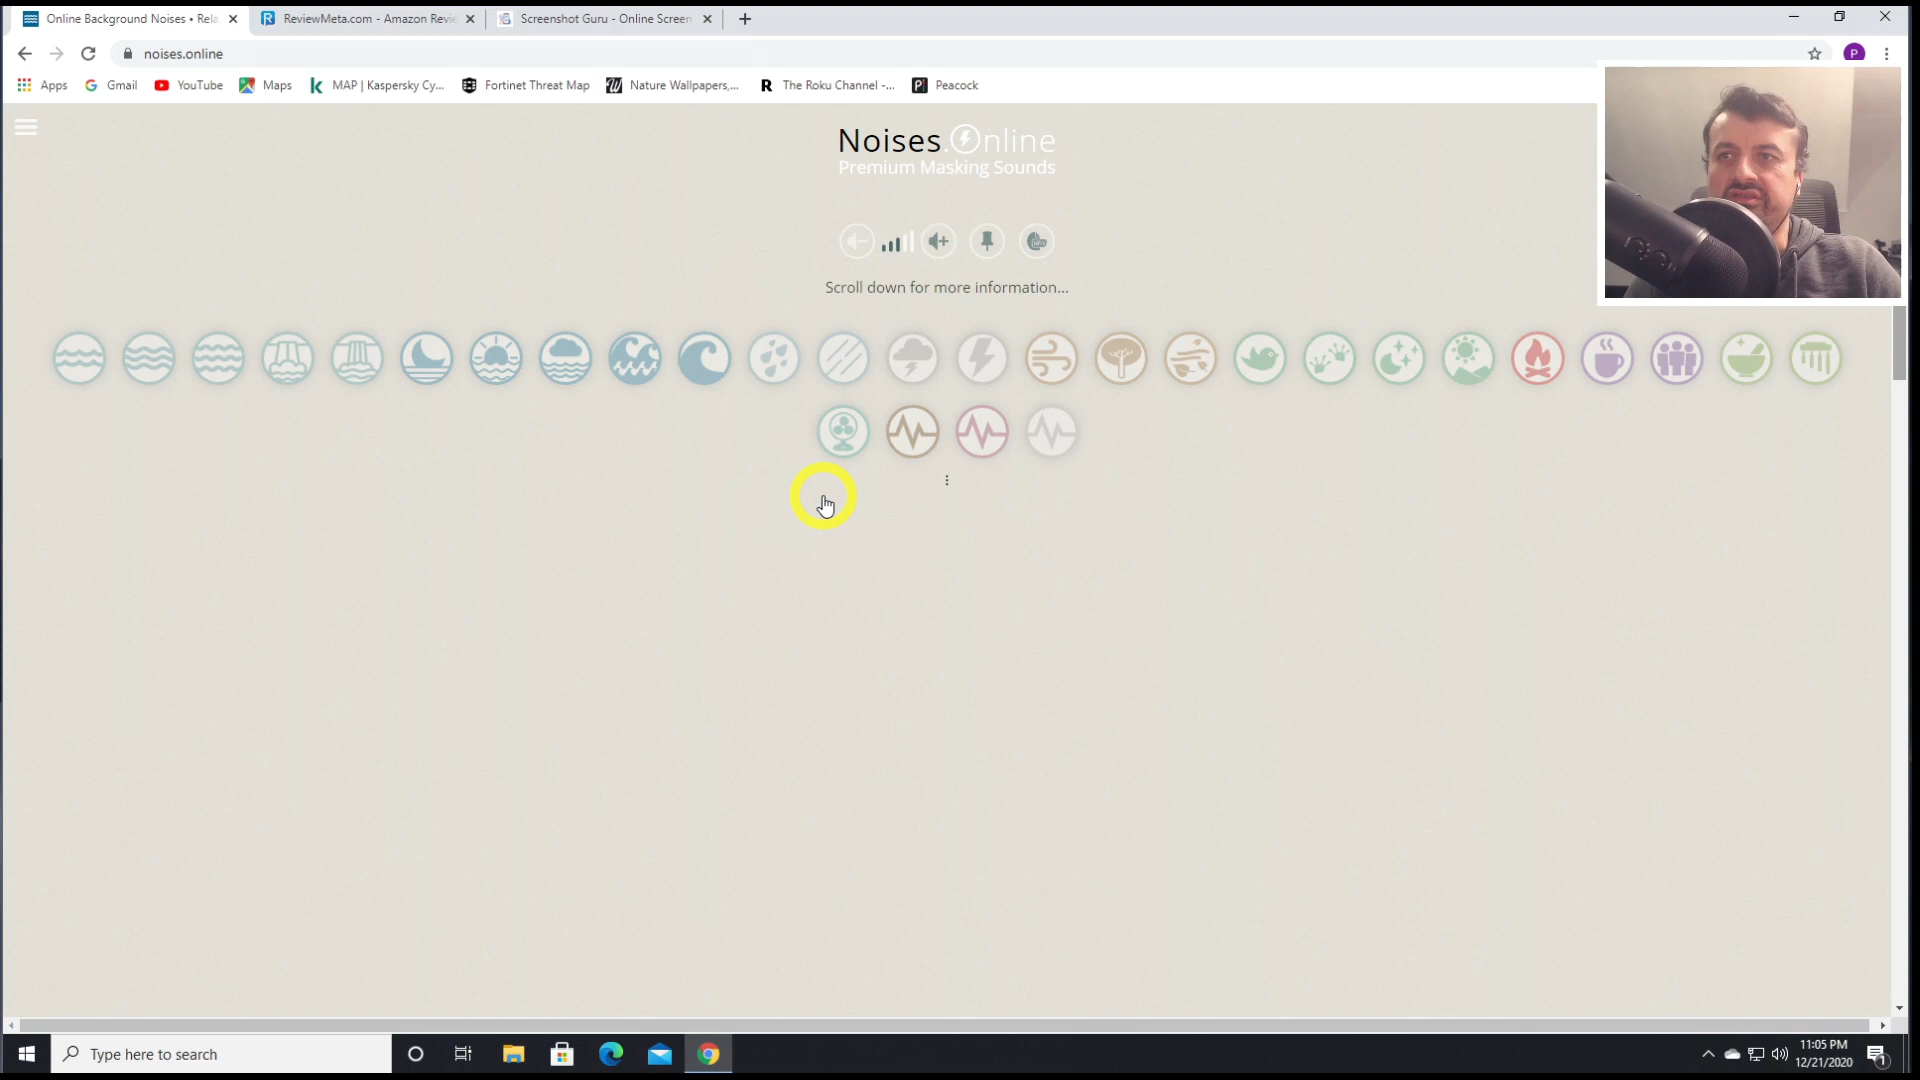 Online Background Noises • Rela
ReviewMeta.com - Amazon Revie
Screenshot Guru - Online Screen
noises.online
P
Apps
Gmail
YouTube
Maps
MAP | Kaspersky Cy...
Fortinet Threat Map
Nature Wallpapers,...
The Roku Channel -...
Peacock
Noises.Online
Premium Masking Sounds
Scroll down for more information...
Type here to search
11:05 PM
12/21/2020
1